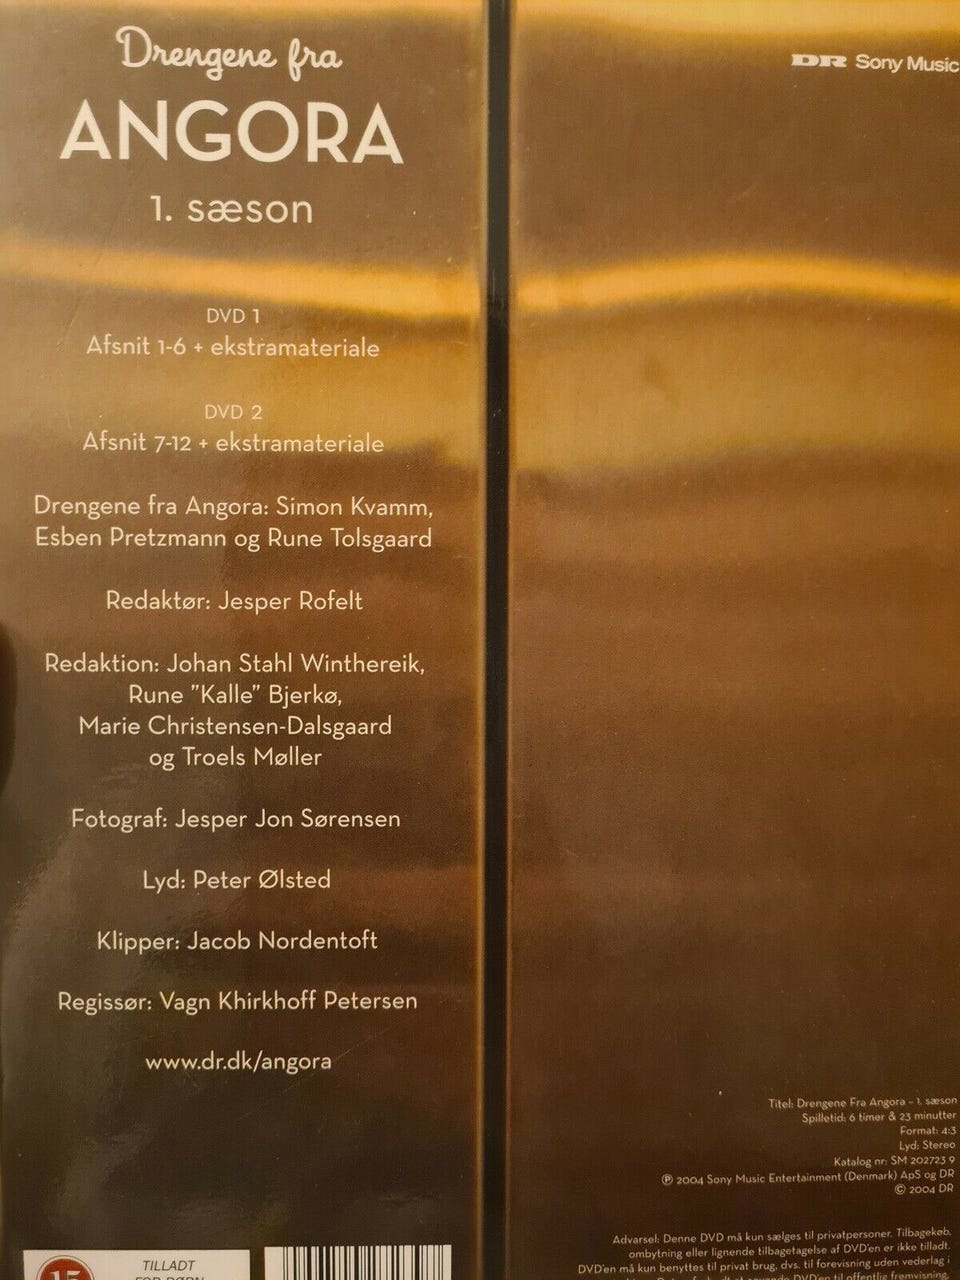 Drengene fra
ANGORA
1. sæson
DVD 1
Afsnit 1-6 + ekstramateriale
DVD 2
Afsnit 7-12 + ekstramateriale
Drengene fra Angora: Simon Kvamm,
Esben Pretzmann og Rune Tolsgaard
Redaktør: Jesper Rofelt
Redaktion: Johan Stahl Winthereik,
Rune "Kalle" Bjerkø,
Marie Christensen-Dalsgaard
og Troels Møller
Fotograf: Jesper Jon Sørensen
Lyd: Peter Ølsted
Klipper: Jacob Nordentoft
Regissør: Vagn Khirkhoff Petersen
www.dr.dk/angora
15
TILLADT
FOR BØRN
DR Sony Music
Titel: Drengene Fra Angora - 1. sæson
Spilletid: 6 timer & 23 minutter
Format: 4:3
Lyd: Stereo
Katalog nr: SM 202723 9
℗ 2004 Sony Music Entertainment (Denmark) ApS og DR
© 2004 DR
Advarsel: Denne DVD må kun sælges til privatpersoner. Tilbagekøb,
ombytning eller lignende tilbagetagelse af DVD'en er ikke tilladt.
DVD'en må kun benyttes til privat brug, dvs. til forevisning uden vederlag i
DVD'en til offentlig fremvisning,